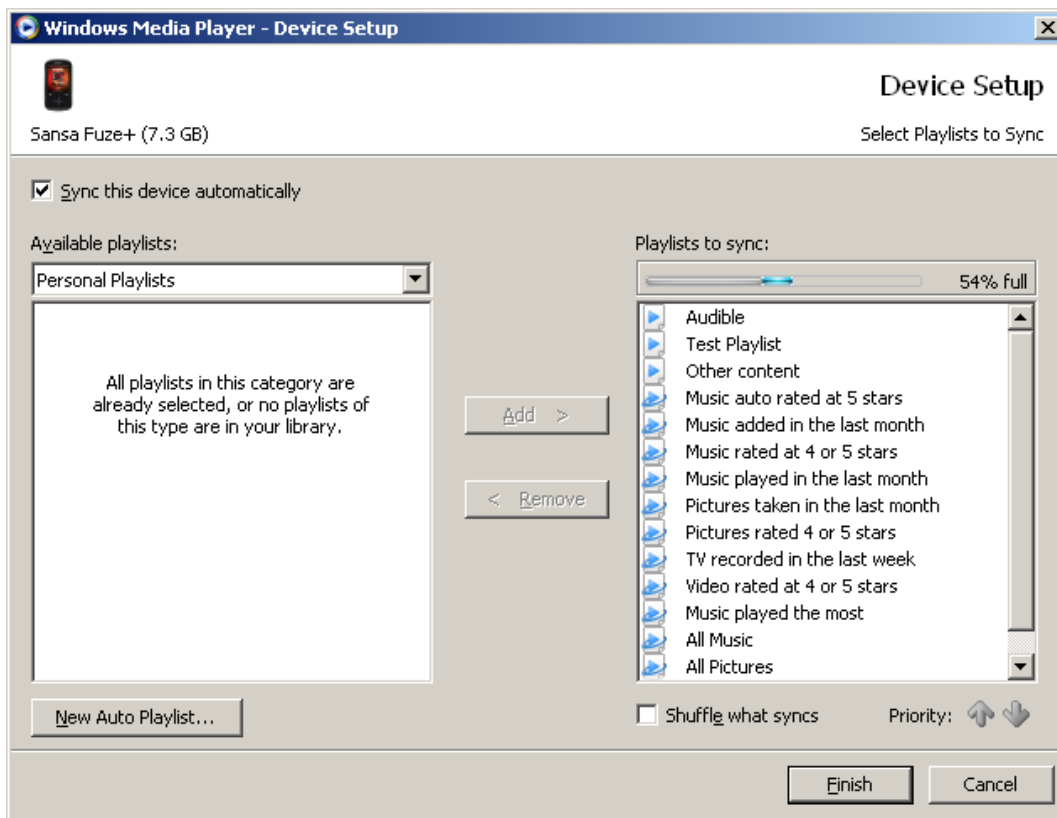 Windows Media Player - Device Setup
Device Setup
Sansa Fuze+ (7.3 GB)
Select Playlists to Sync
Sync this device automatically
Available playlists:
Personal Playlists
All playlists in this category are
already selected, or no playlists of
this type are in your library.
New Auto Playlist...
Add >
< Remove
Playlists to sync:
54% full
Audible
Test Playlist
Other content
Music auto rated at 5 stars
Music added in the last month
Music rated at 4 or 5 stars
Music played in the last month
Pictures taken in the last month
Pictures rated 4 or 5 stars
TV recorded in the last week
Video rated at 4 or 5 stars
Music played the most
All Music
All Pictures
Shuffle what syncs
Priority:
Finish
Cancel